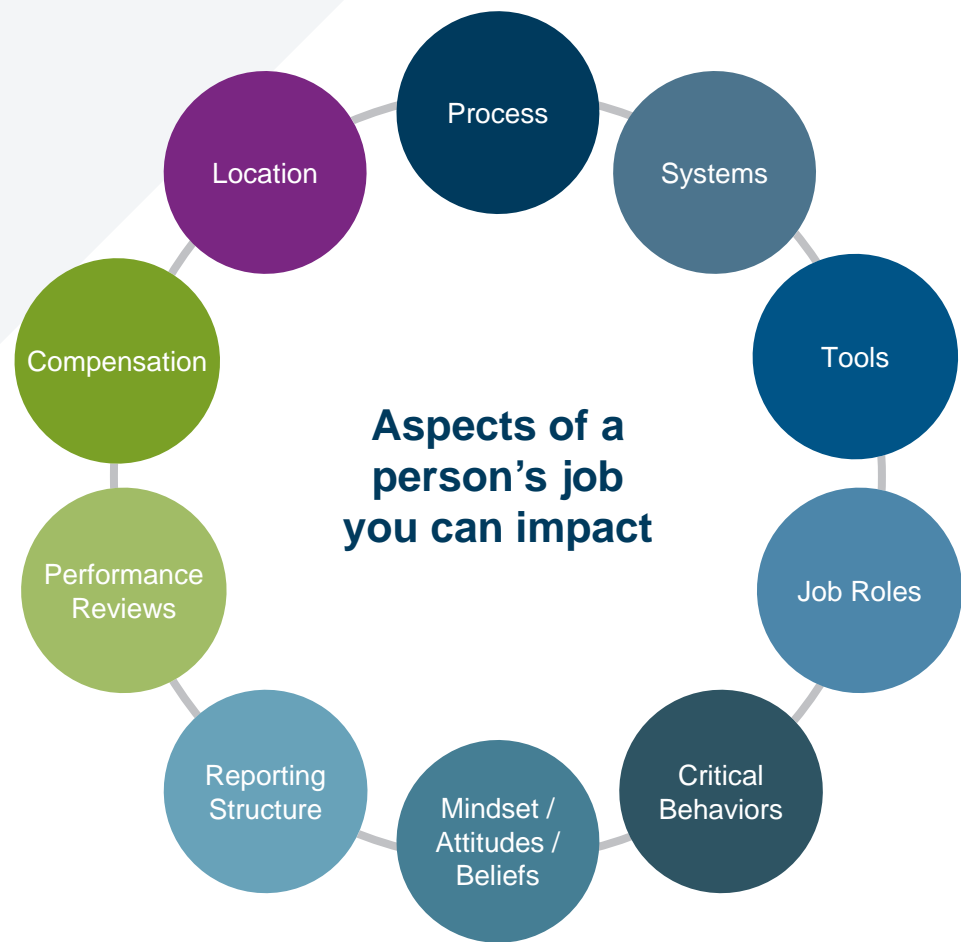 Process
Systems
Tools
Job Roles
Critical
Behaviors
Mindset /
Attitudes /
Beliefs
Reporting
Structure
Performance
Reviews
Compensation
Location
Aspects of a
person’s job
you can impact